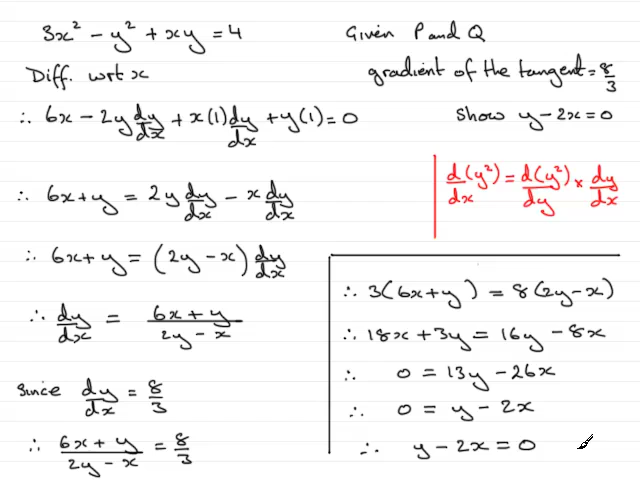 3x² − y² + xy = 4
Diff. wrt x
∴ 6x − 2y dy/dx + x(1) dy/dx + y(1) = 0
∴ 6x + y = 2y dy/dx − x dy/dx
∴ 6x + y = (2y − x) dy/dx
∴ dy/dx = (6x + y)/(2y − x)
Since dy/dx = 8/3
∴ (6x + y)/(2y − x) = 8/3
Given P and Q
gradient of the tangent = 8/3
Show y − 2x = 0
d(y²)/dx = d(y²)/dy × dy/dx
∴ 3(6x + y) = 8(2y − x)
∴ 18x + 3y = 16y − 8x
∴ 0 = 13y − 26x
∴ 0 = y − 2x
∴ y − 2x = 0